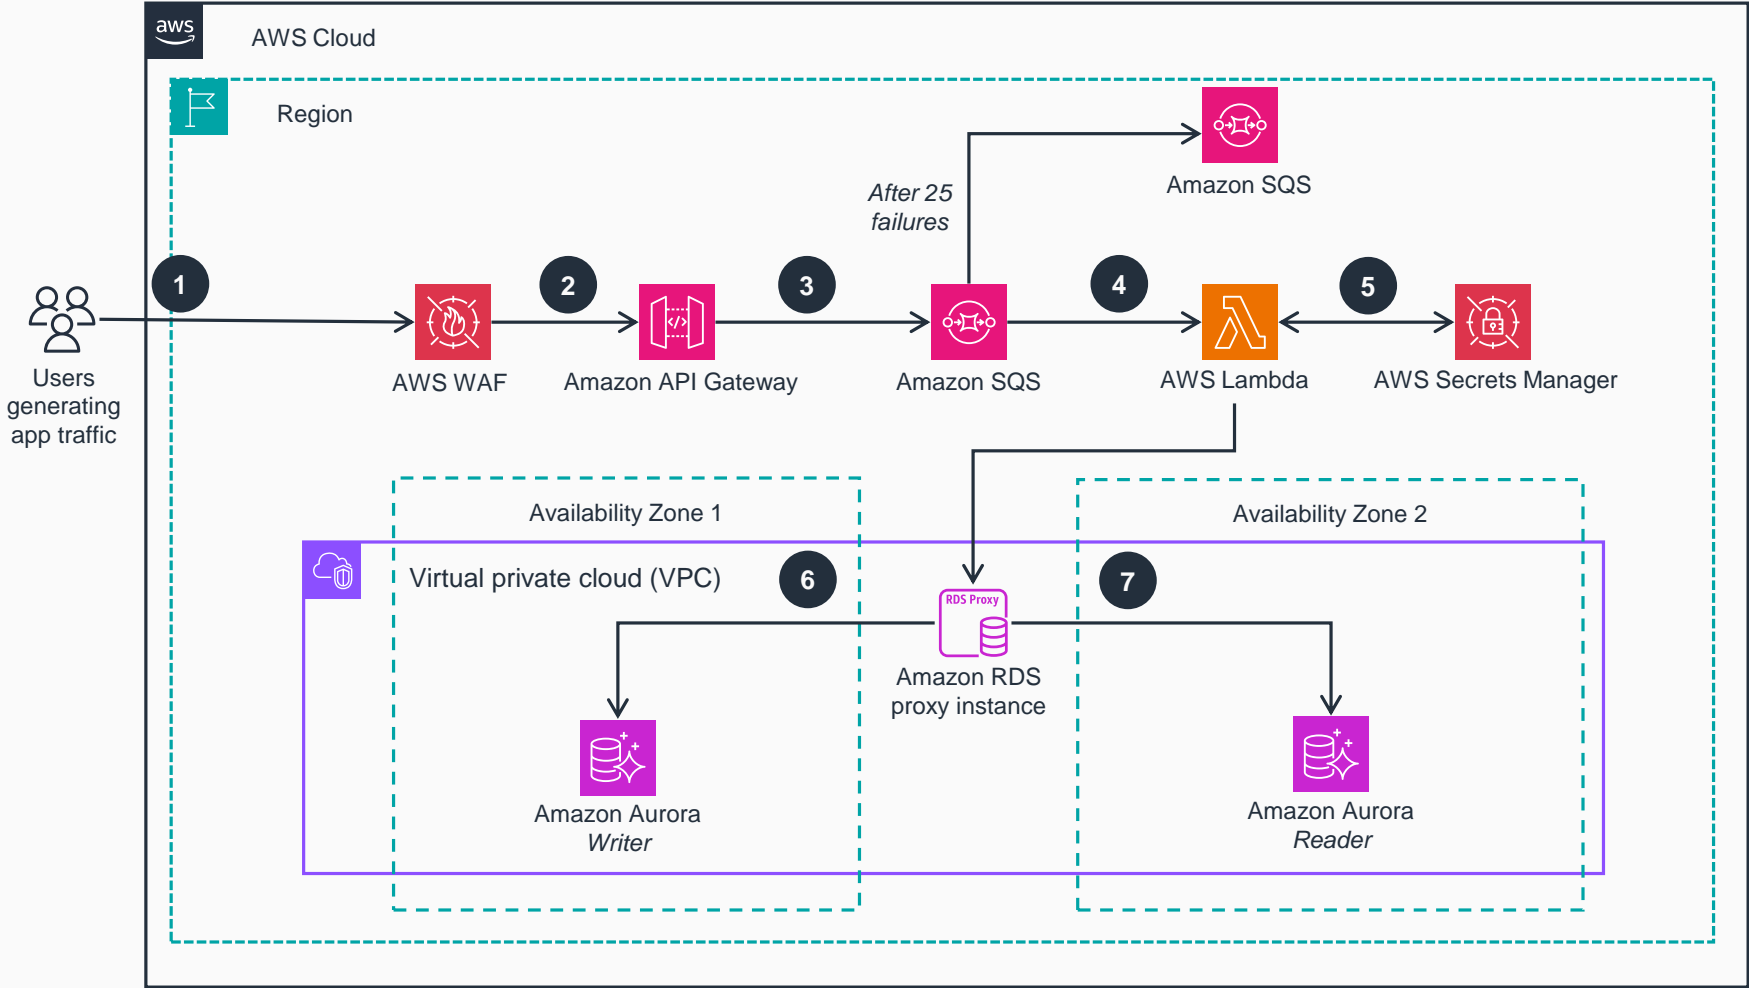 aws
AWS Cloud
Region
Amazon SQS
After 25
failures
1
2
3
4
5
Users
generating
app traffic
AWS WAF
</>
Amazon API Gateway
Amazon SQS
AWS Lambda
AWS Secrets Manager
Availability Zone 1
Availability Zone 2
Virtual private cloud (VPC)
6
7
RDS Proxy
Amazon RDS
proxy instance
Amazon Aurora
Writer
Amazon Aurora
Reader